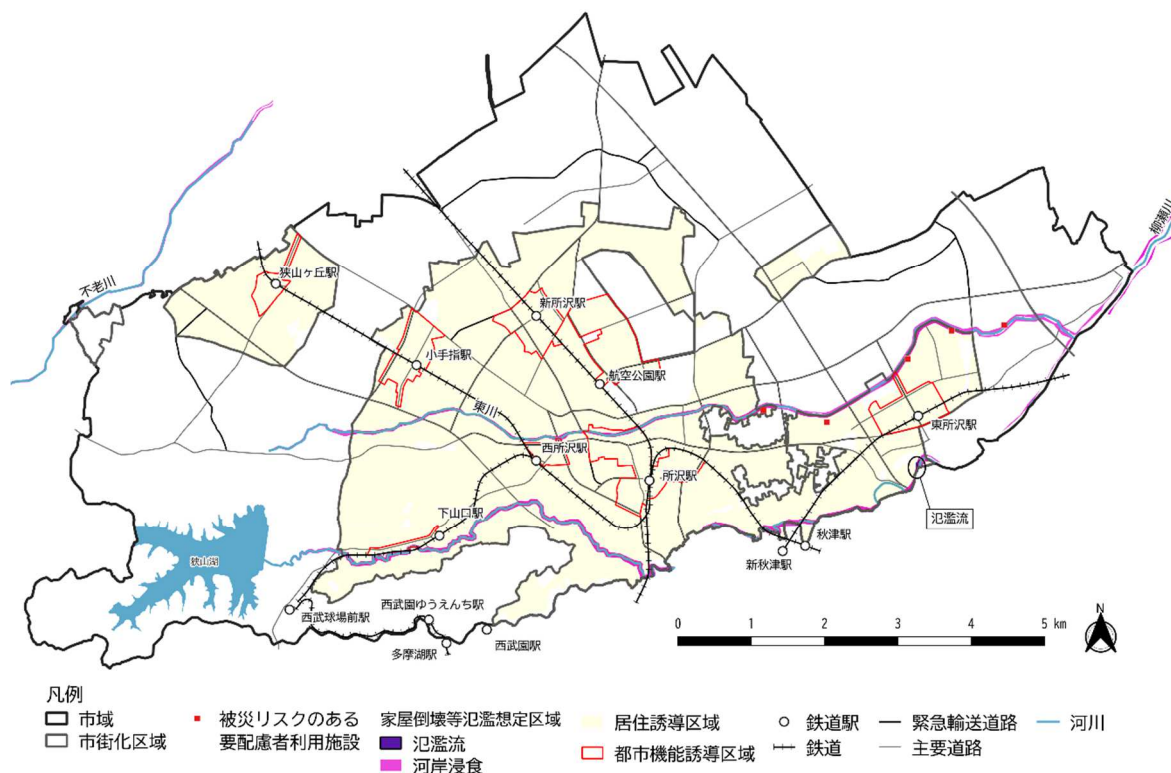 柳瀬川
不老川
狭山ヶ丘駅
新所沢駅
小手指駅
航空公園駅
東川
西所沢駅
東所沢駅
所沢駅
氾濫流
下山口駅
秋津駅
新秋津駅
狭山湖
西武球場前駅
西武園ゆうえんち駅
西武園駅
多摩湖駅
N
0 1 2 3 4 5 km
凡例
市域
市街化区域
被災リスクのある
要配慮者利用施設
家屋倒壊等氾濫想定区域
氾濫流
河岸浸食
居住誘導区域
都市機能誘導区域
鉄道駅
鉄道
緊急輸送道路
主要道路
河川